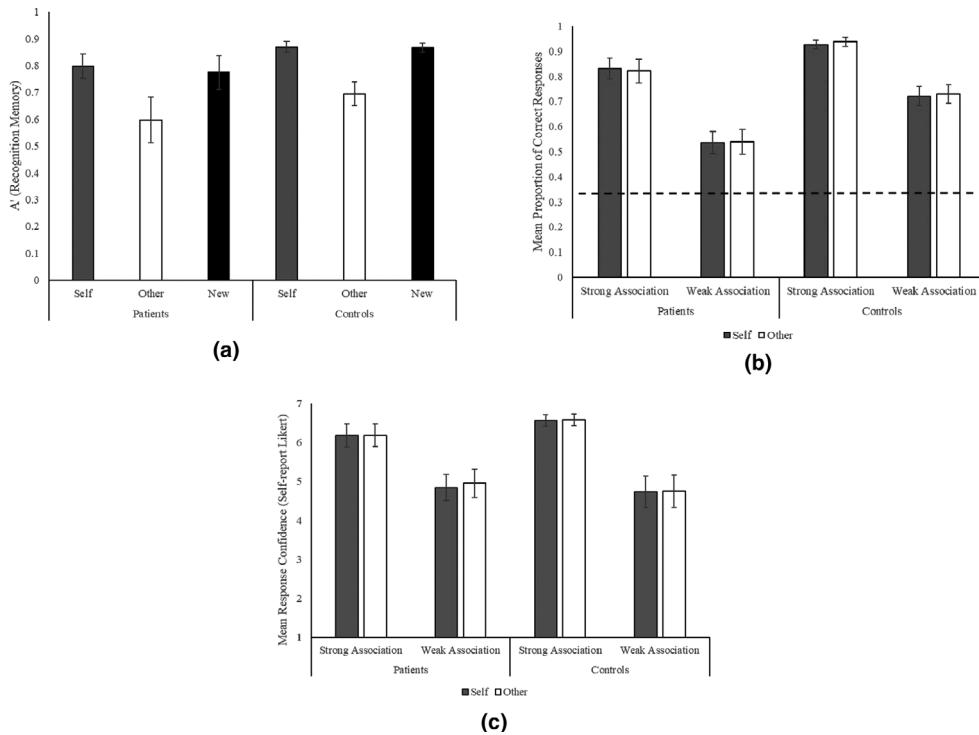 A' (Recognition Memory)
1
0.9
0.8
0.7
0.6
0.5
0.4
0.3
0.2
0.1
0
Self Other New Self Other New
Patients Controls
(a)
Mean Proportion of Correct Responses
1
0.9
0.8
0.7
0.6
0.5
0.4
0.3
0.2
0.1
0
Strong Association Weak Association Strong Association Weak Association
Patients Controls
Self Other
(b)
Mean Response Confidence (Self-report Likert)
7
6
5
4
3
2
1
Strong Association Weak Association Strong Association Weak Association
Patients Controls
Self Other
(c)